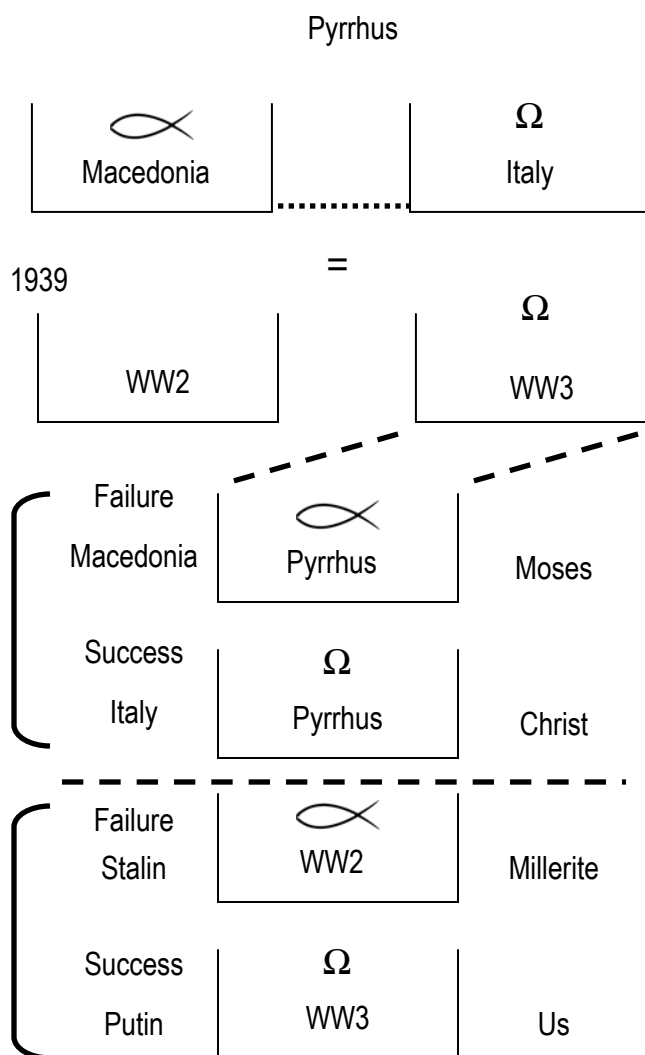 Pyrrhus
Ω
Macedonia Italy
=
1939
Ω
WW2 WW3
Failure
Macedonia Pyrrhus Moses
Success Ω
Italy Pyrrhus Christ
Failure
Stalin WW2 Millerite
Success Ω
Putin WW3 Us